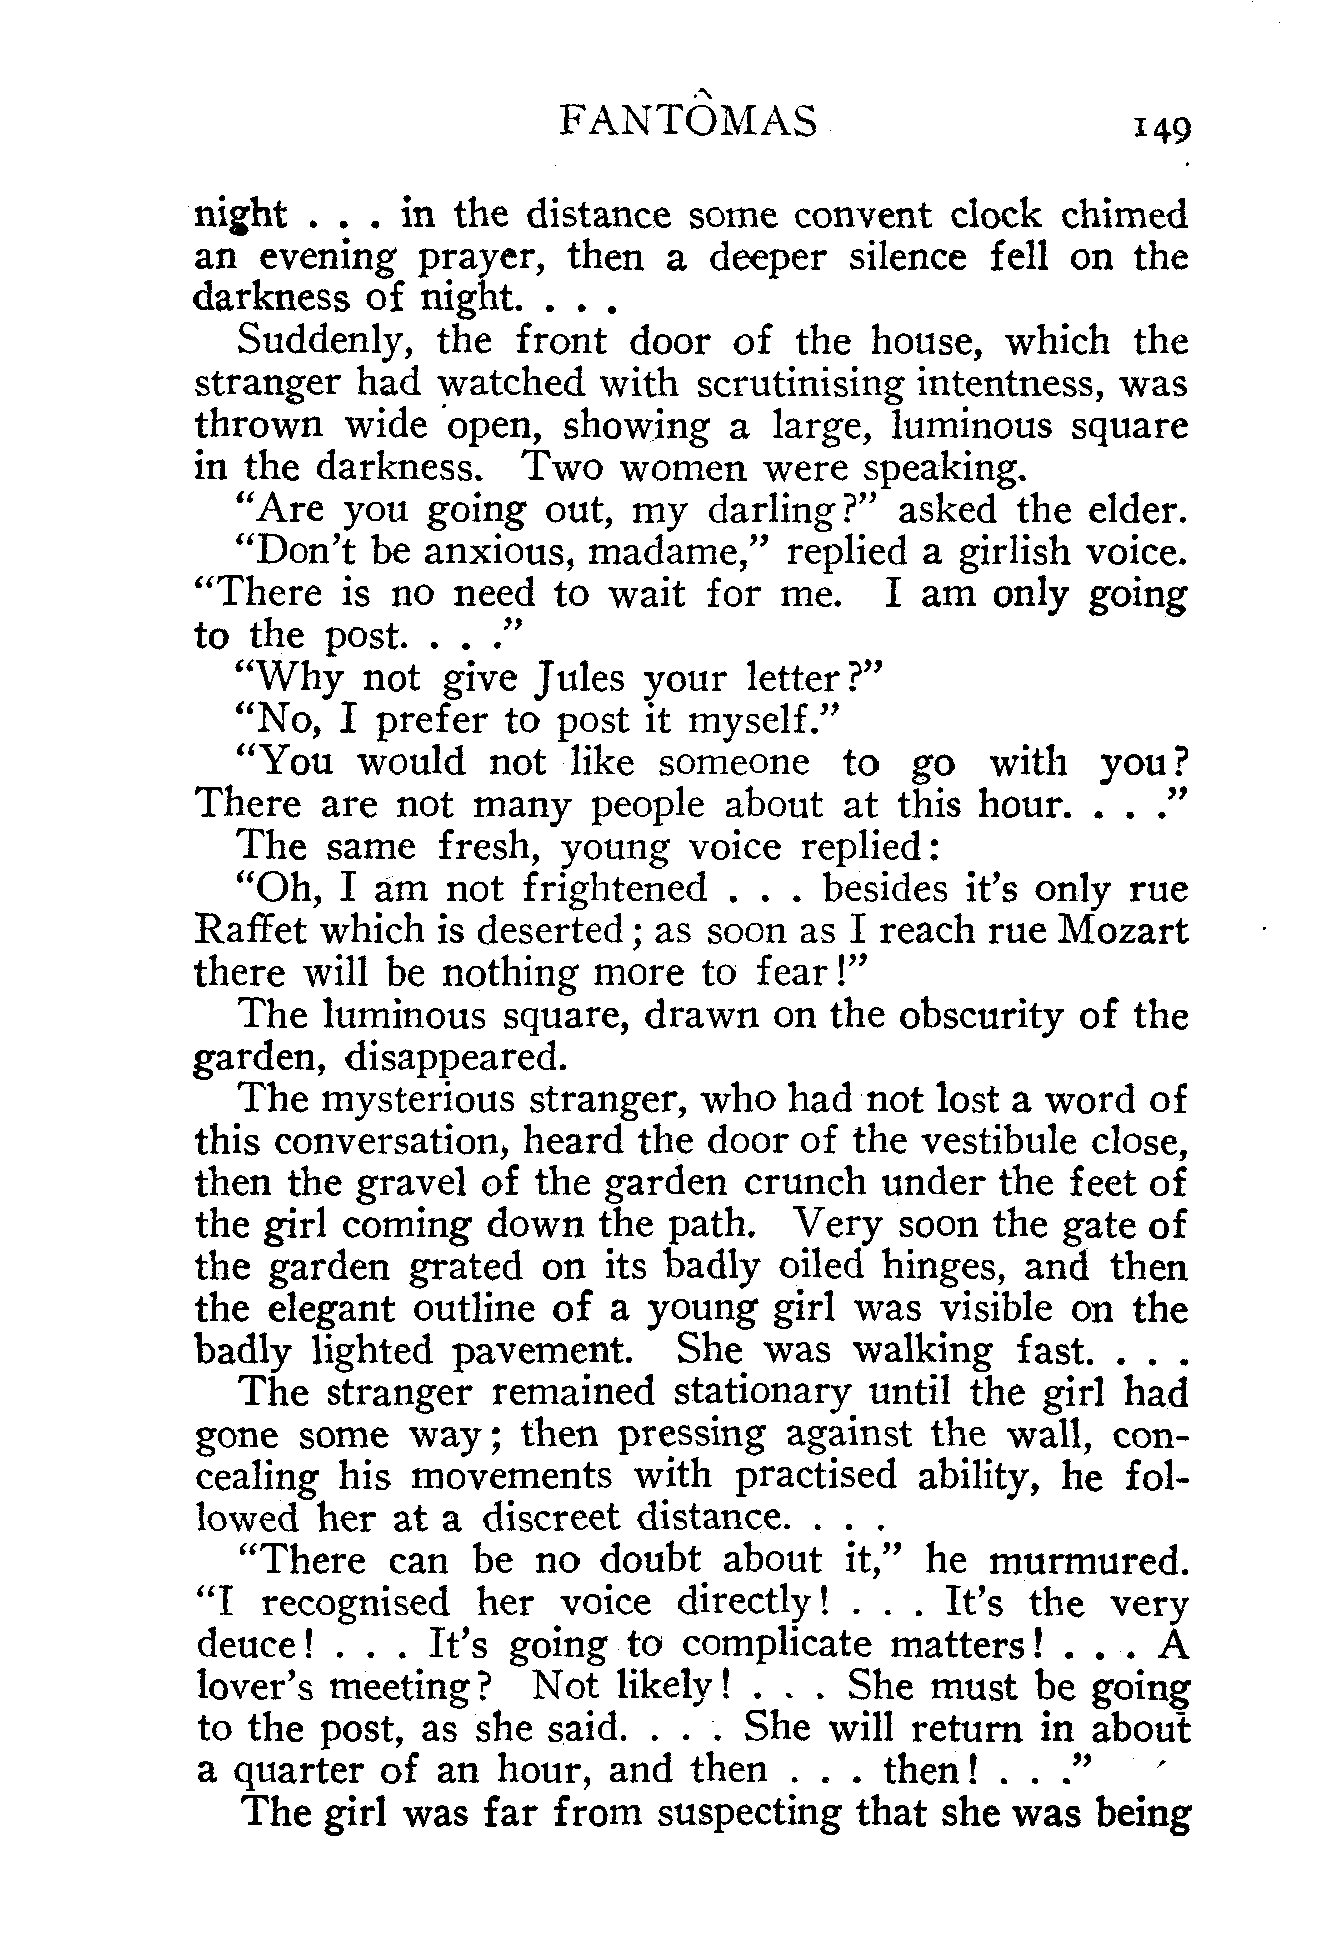 FANTÔMAS 149
night . . . in the distance some convent clock chimed
an evening prayer, then a deeper silence fell on the
darkness of night. . . .
Suddenly, the front door of the house, which the
stranger had watched with scrutinising intentness, was
thrown wide open, showing a large, luminous square
in the darkness. Two women were speaking.
“Are you going out, my darling?” asked the elder.
“Don’t be anxious, madame,” replied a girlish voice.
“There is no need to wait for me. I am only going
to the post. . . .”
“Why not give Jules your letter?”
“No, I prefer to post it myself.”
“You would not like someone to go with you?
There are not many people about at this hour. . . .”
The same fresh, young voice replied:
“Oh, I am not frightened . . . besides it’s only rue
Raffet which is deserted; as soon as I reach rue Mozart
there will be nothing more to fear!”
The luminous square, drawn on the obscurity of the
garden, disappeared.
The mysterious stranger, who had not lost a word of
this conversation, heard the door of the vestibule close,
then the gravel of the garden crunch under the feet of
the girl coming down the path. Very soon the gate of
the garden grated on its badly oiled hinges, and then
the elegant outline of a young girl was visible on the
badly lighted pavement. She was walking fast. . . .
The stranger remained stationary until the girl had
gone some way; then pressing against the wall, con-
cealing his movements with practised ability, he fol-
lowed her at a discreet distance. . . .
“There can be no doubt about it,” he murmured.
“I recognised her voice directly! . . . It’s the very
deuce! . . . It’s going to complicate matters! . . . A
lover’s meeting? Not likely! . . . She must be going
to the post, as she said. . . . She will return in about
a quarter of an hour, and then . . . then! . . .”
The girl was far from suspecting that she was being